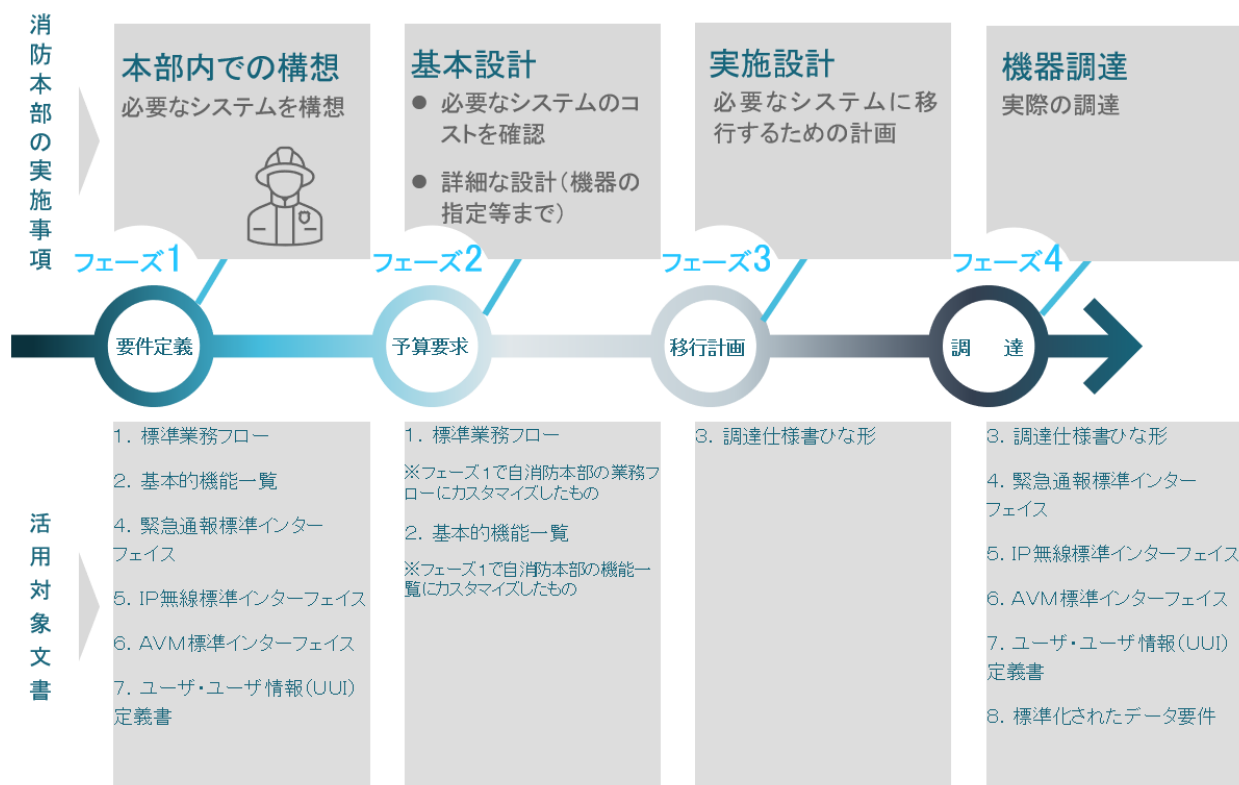 消防本部の実施事項
本部内での構想
必要なシステムを構想
基本設計
● 必要なシステムのコ
ストを確認
● 詳細な設計(機器の
指定等まで)
実施設計
必要なシステムに移
行するための計画
機器調達
実際の調達
フェーズ1
フェーズ2
フェーズ3
フェーズ4
要件定義
予算要求
移行計画
調 達
活用対象文書
1. 標準業務フロー
2. 基本的機能一覧
4. 緊急通報標準インター
フェイス
5. IP無線標準インターフェイス
6. AVM標準インターフェイス
7. ユーザ・ユーザ情報(UUI)
定義書
1. 標準業務フロー
※フェーズ1で自消防本部の業務フ
ローにカスタマイズしたもの
2. 基本的機能一覧
※フェーズ1で自消防本部の機能一
覧にカスタマイズしたもの
3. 調達仕様書ひな形
3. 調達仕様書ひな形
4. 緊急通報標準インター
フェイス
5. IP無線標準インターフェイス
6. AVM標準インターフェイス
7. ユーザ・ユーザ情報(UUI)
定義書
8. 標準化されたデータ要件